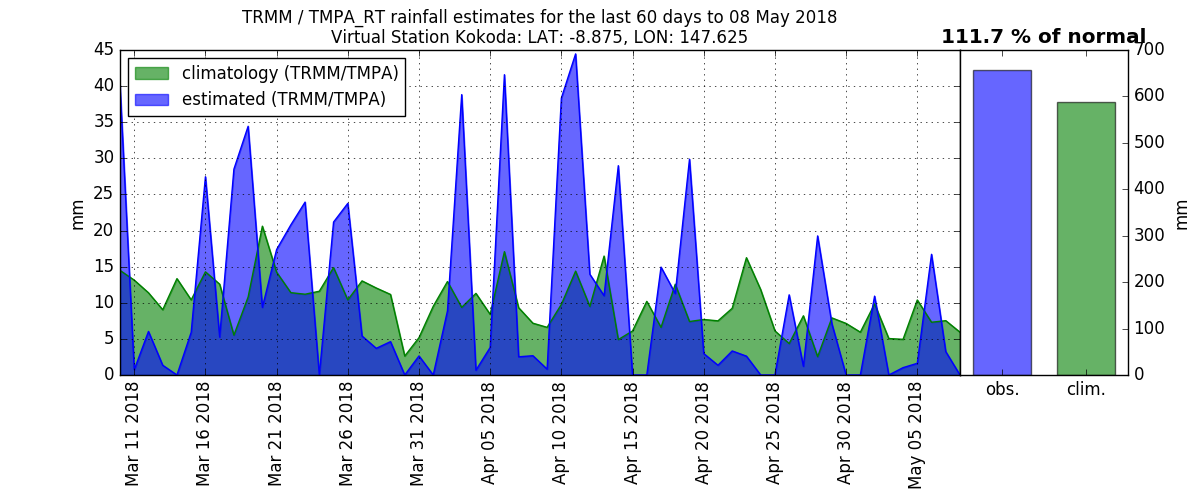 TRMM / TMPA_RT rainfall estimates for the last 60 days to 08 May 2018
Virtual Station Kokoda: LAT: -8.875, LON: 147.625
111.7 % of normal
climatology (TRMM/TMPA)
estimated (TRMM/TMPA)
45
40
35
30
25
20
15
10
5
0
mm
700
600
500
400
300
200
100
0
mm
obs.
clim.
Mar 11 2018
Mar 16 2018
Mar 21 2018
Mar 26 2018
Mar 31 2018
Apr 05 2018
Apr 10 2018
Apr 15 2018
Apr 20 2018
Apr 25 2018
Apr 30 2018
May 05 2018